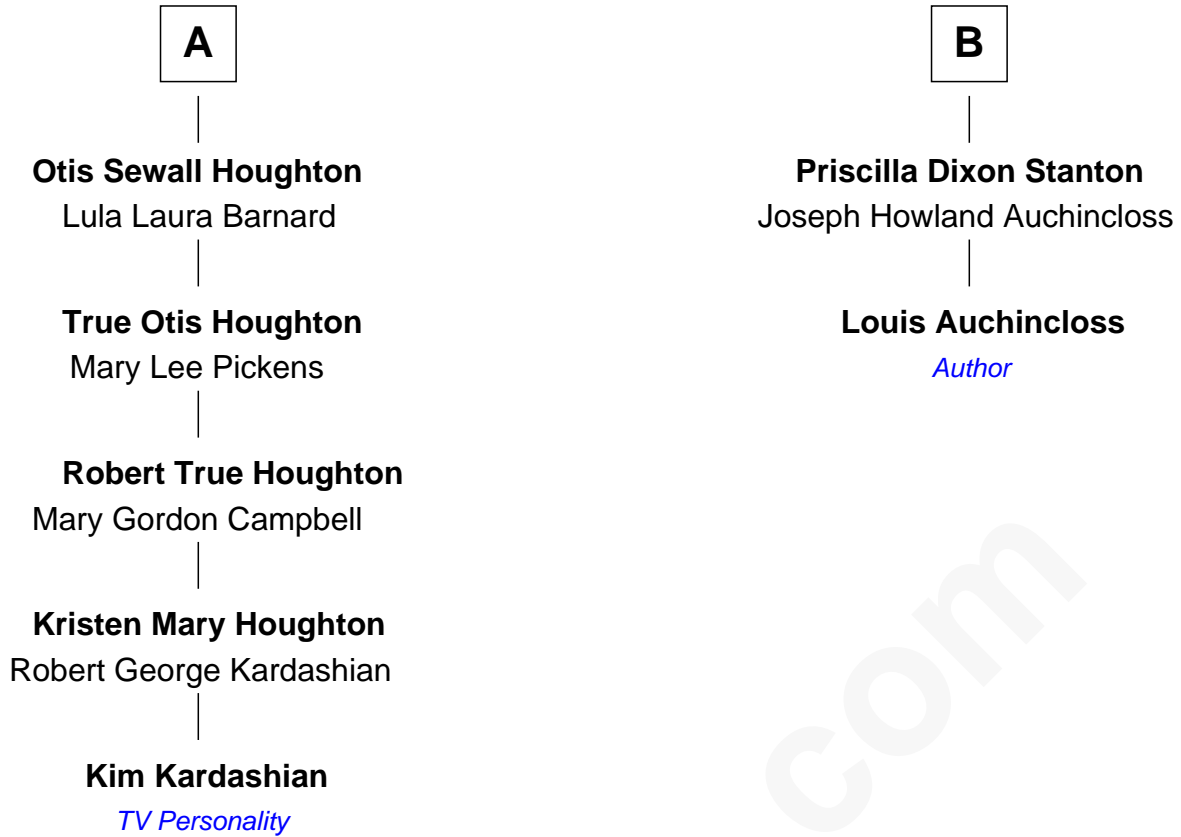 A
Otis Sewall Houghton
Lula Laura Barnard
True Otis Houghton
Mary Lee Pickens
Robert True Houghton
Mary Gordon Campbell
Kristen Mary Houghton
Robert George Kardashian
Kim Kardashian
TV Personality
B
Priscilla Dixon Stanton
Joseph Howland Auchincloss
Louis Auchincloss
Author
com